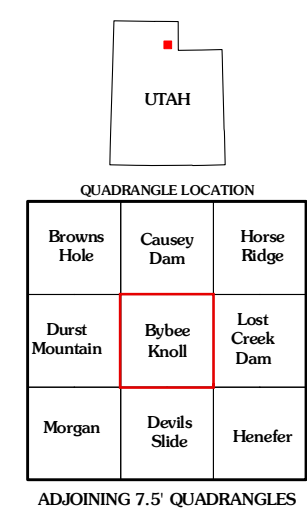 UTAH
QUADRANGLE LOCATION
Browns
Hole
Causey
Dam
Horse
Ridge
Durst
Mountain
Bybee
Knoll
Lost
Creek
Dam
Morgan
Devils
Slide
Henefer
ADJOINING 7.5' QUADRANGLES